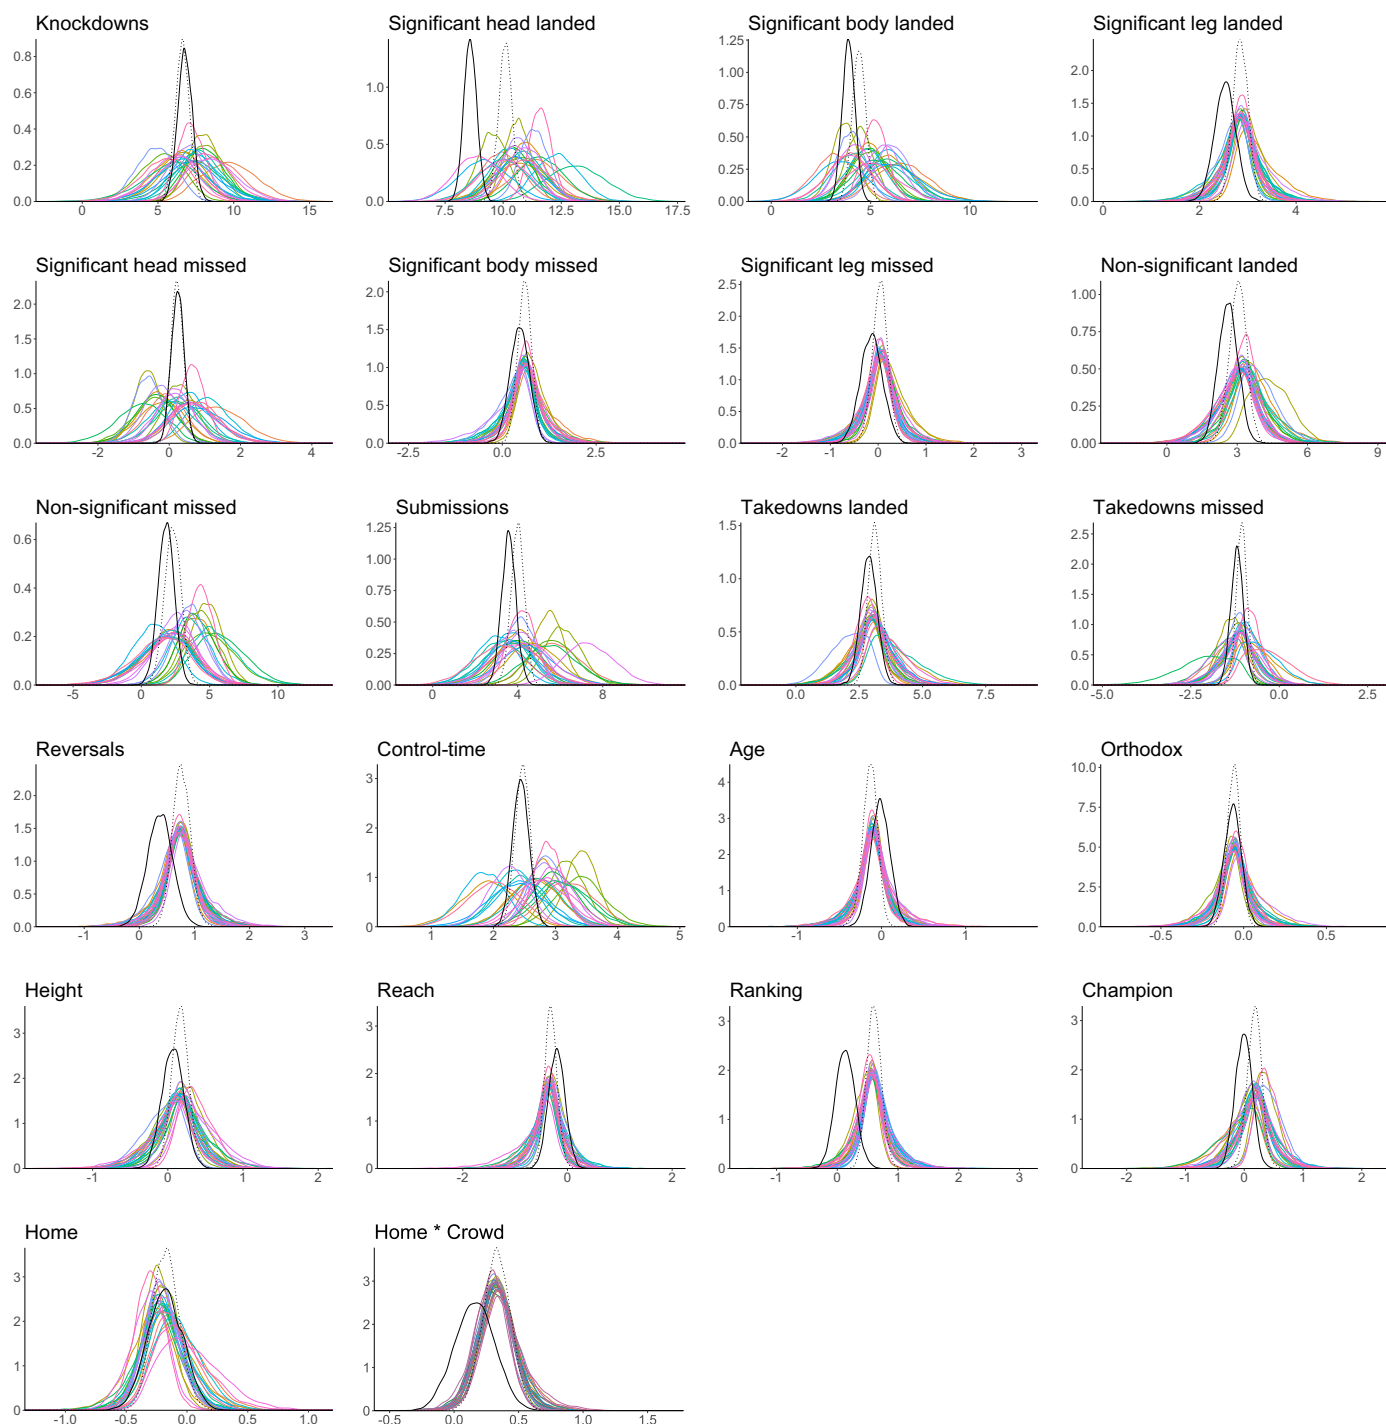 Knockdowns
0.8
0.6
0.4
0.2
0.0
0 5 10 15
Significant head landed
1.0
0.5
0.0
7.5 10.0 12.5 15.0 17.5
Significant body landed
1.25
1.00
0.75
0.50
0.25
0.00
0 5 10
Significant leg landed
2.0
1.5
1.0
0.5
0.0
0 2 4
Significant head missed
2.0
1.5
1.0
0.5
0.0
-2 0 2 4
Significant body missed
2.0
1.5
1.0
0.5
0.0
-2.5 0.0 2.5
Significant leg missed
2.5
2.0
1.5
1.0
0.5
0.0
-2 -1 0 1 2 3
Non-significant landed
1.00
0.75
0.50
0.25
0.00
0 3 6 9
Non-significant missed
0.6
0.4
0.2
0.0
-5 0 5 10
Submissions
1.25
1.00
0.75
0.50
0.25
0.00
0 4 8
Takedowns landed
1.5
1.0
0.5
0.0
0.0 2.5 5.0 7.5
Takedowns missed
2.5
2.0
1.5
1.0
0.5
0.0
-5.0 -2.5 0.0 2.5
Reversals
2.0
1.5
1.0
0.5
0.0
-1 0 1 2 3
Control-time
3
2
1
0
1 2 3 4 5
Age
4
3
2
1
0
-1 0 1
Orthodox
10.0
7.5
5.0
2.5
0.0
-0.5 0.0 0.5
Height
3
2
1
0
-1 0 1 2
Reach
3
2
1
0
-2 0 2
Ranking
3
2
1
0
-1 0 1 2 3
Champion
3
2
1
0
-2 -1 0 1 2
Home
3
2
1
0
-1.0 -0.5 0.0 0.5 1.0
Home * Crowd
3
2
1
0
-0.5 0.0 0.5 1.0 1.5